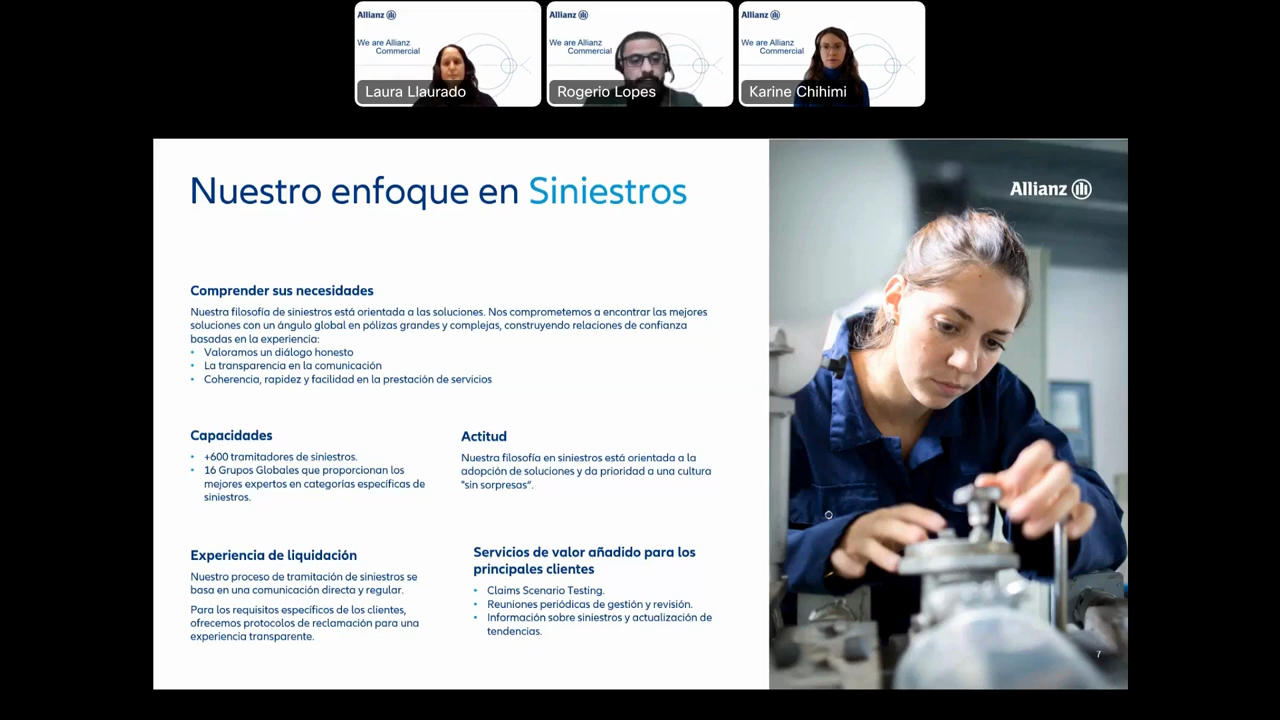 Allianz
We are Allianz
Commercial
Laura Llaurado
Allianz
We are Allianz
Commercial
Rogerio Lopes
Allianz
We are Allianz
Commercial
Karine Chihimi
Nuestro enfoque en Siniestros
Allianz
Comprender sus necesidades
Nuestra filosofía de siniestros está orientada a las soluciones. Nos comprometemos a encontrar las mejores
soluciones con un ángulo global en pólizas grandes y complejas, construyendo relaciones de confianza
basadas en la experiencia:
• Valoramos un diálogo honesto
• La transparencia en la comunicación
• Coherencia, rapidez y facilidad en la prestación de servicios
Capacidades
• +600 tramitadores de siniestros.
• 16 Grupos Globales que proporcionan los
mejores expertos en categorías específicas de
siniestros.
Actitud
Nuestra filosofía en siniestros está orientada a la
adopción de soluciones y da prioridad a una cultura
"sin sorpresas".
Experiencia de liquidación
Nuestro proceso de tramitación de siniestros se
basa en una comunicación directa y regular.
Para los requisitos específicos de los clientes,
ofrecemos protocolos de reclamación para una
experiencia transparente.
Servicios de valor añadido para los
principales clientes
• Claims Scenario Testing.
• Reuniones periódicas de gestión y revisión.
• Información sobre siniestros y actualización de
tendencias.
7